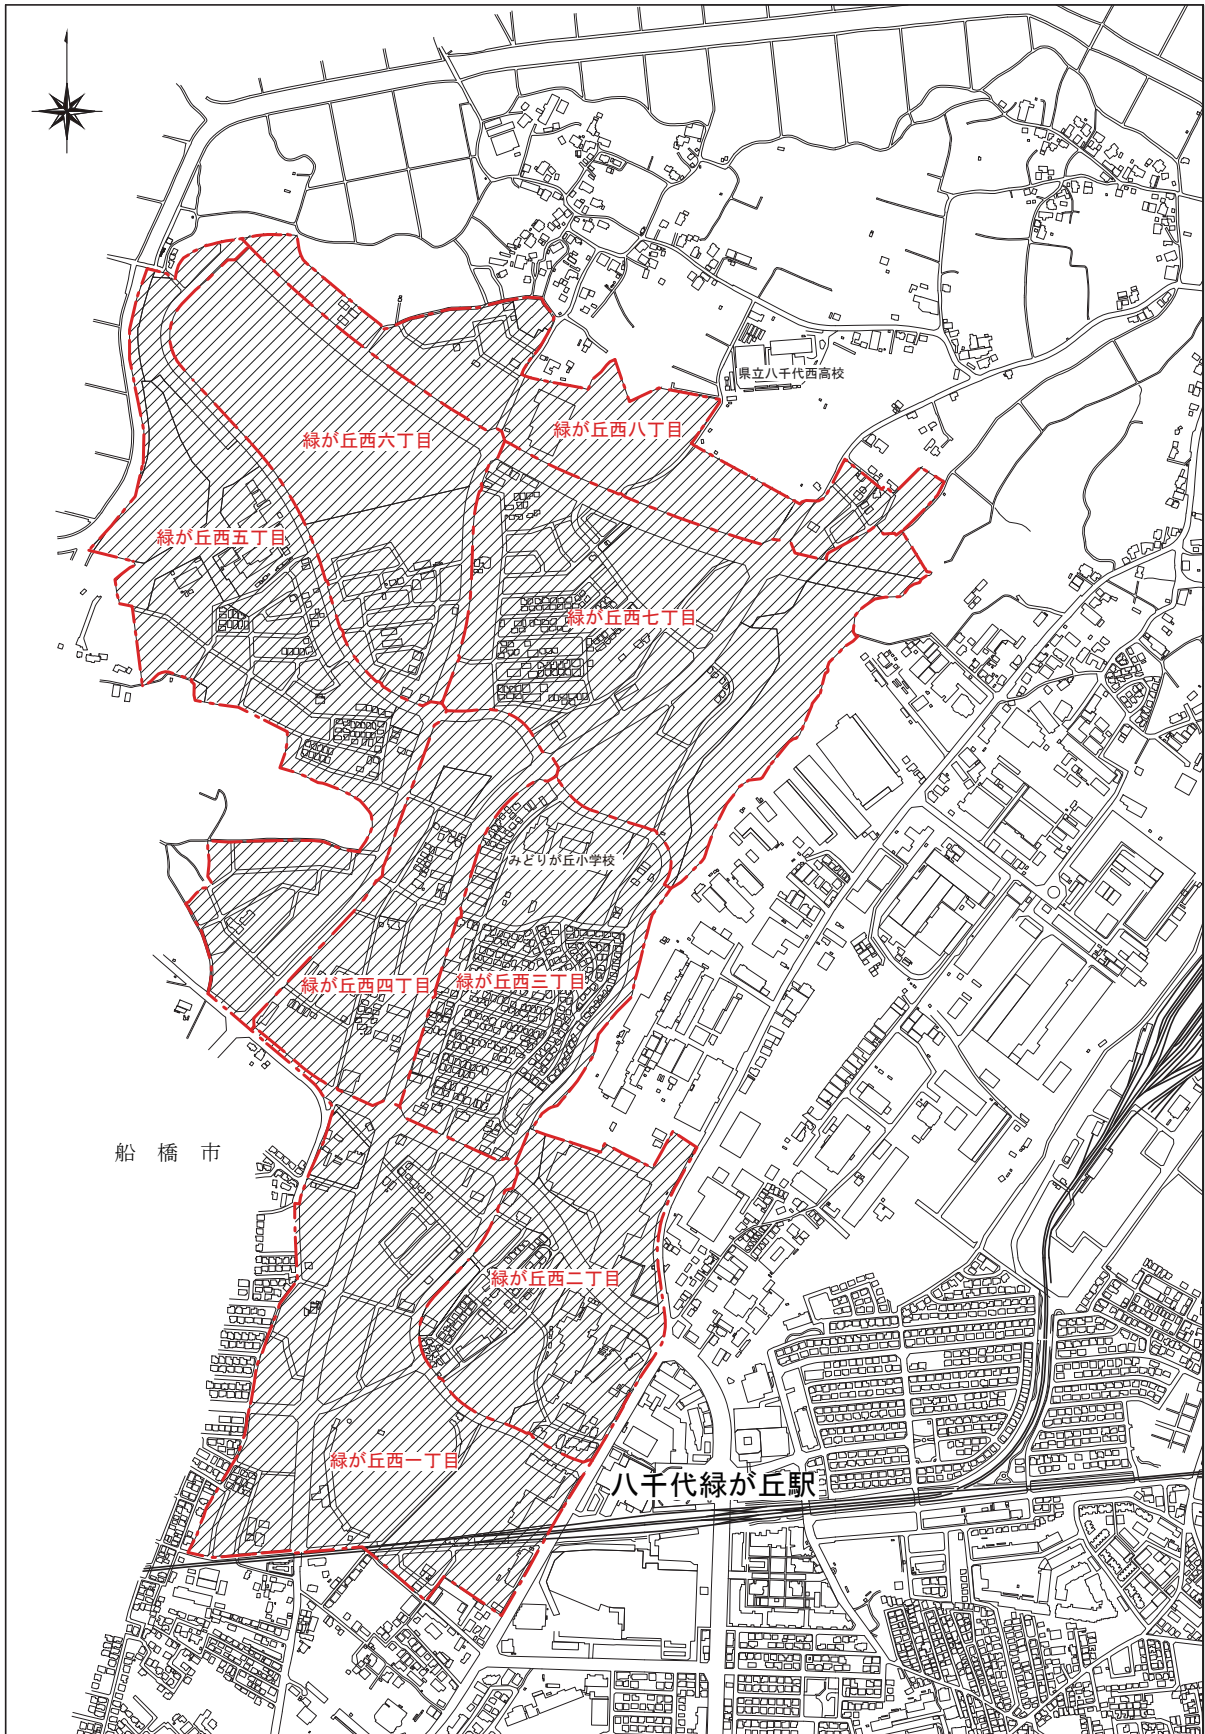 県立八千代西高校
緑が丘西八丁目
緑が丘西六丁目
緑が丘西五丁目
緑が丘西七丁目
みどりが丘小学校
緑が丘西四丁目
緑が丘西三丁目
船橋市
緑が丘西二丁目
緑が丘西一丁目
八千代緑が丘駅